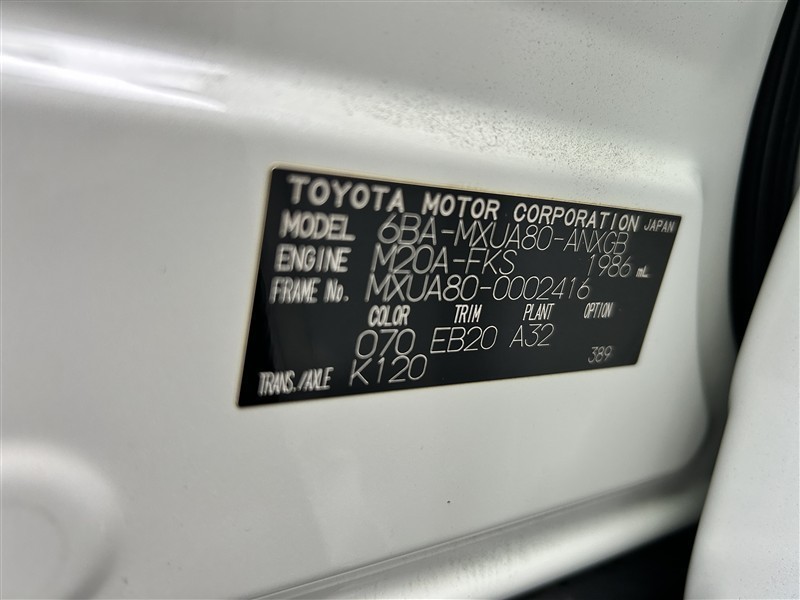 TOYOTA MOTOR CORPORATION JAPAN
MODEL 6BA-MXUA80-ANXGB
ENGINE M20A-FKS 1986 mL
FRAME No. MXUA80-0002416
COLOR TRIM PLANT OPTION
070 EB20 A32
TRANS./AXLE K120 389